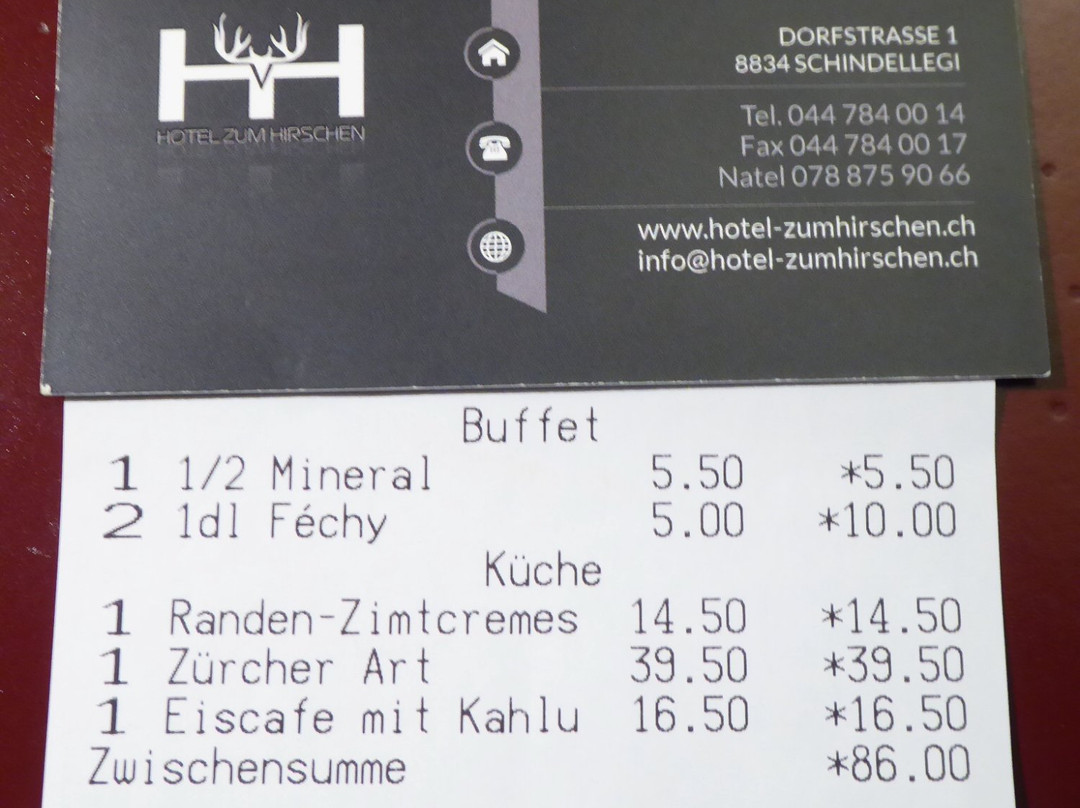 HH
HOTEL ZUM HIRSCHEN
DORFSTRASSE 1
8834 SCHINDELLEGI
Tel. 044 784 00 14
Fax 044 784 00 17
Natel 078 875 90 66
www.hotel-zumhirschen.ch
info@hotel-zumhirschen.ch
Buffet
1 1/2 Mineral 5.50 *5.50
2 1dl Féchy 5.00 *10.00
Küche
1 Randen-Zimtcremes 14.50 *14.50
1 Zürcher Art 39.50 *39.50
1 Eiscafe mit Kahlu 16.50 *16.50
Zwischensumme *86.00